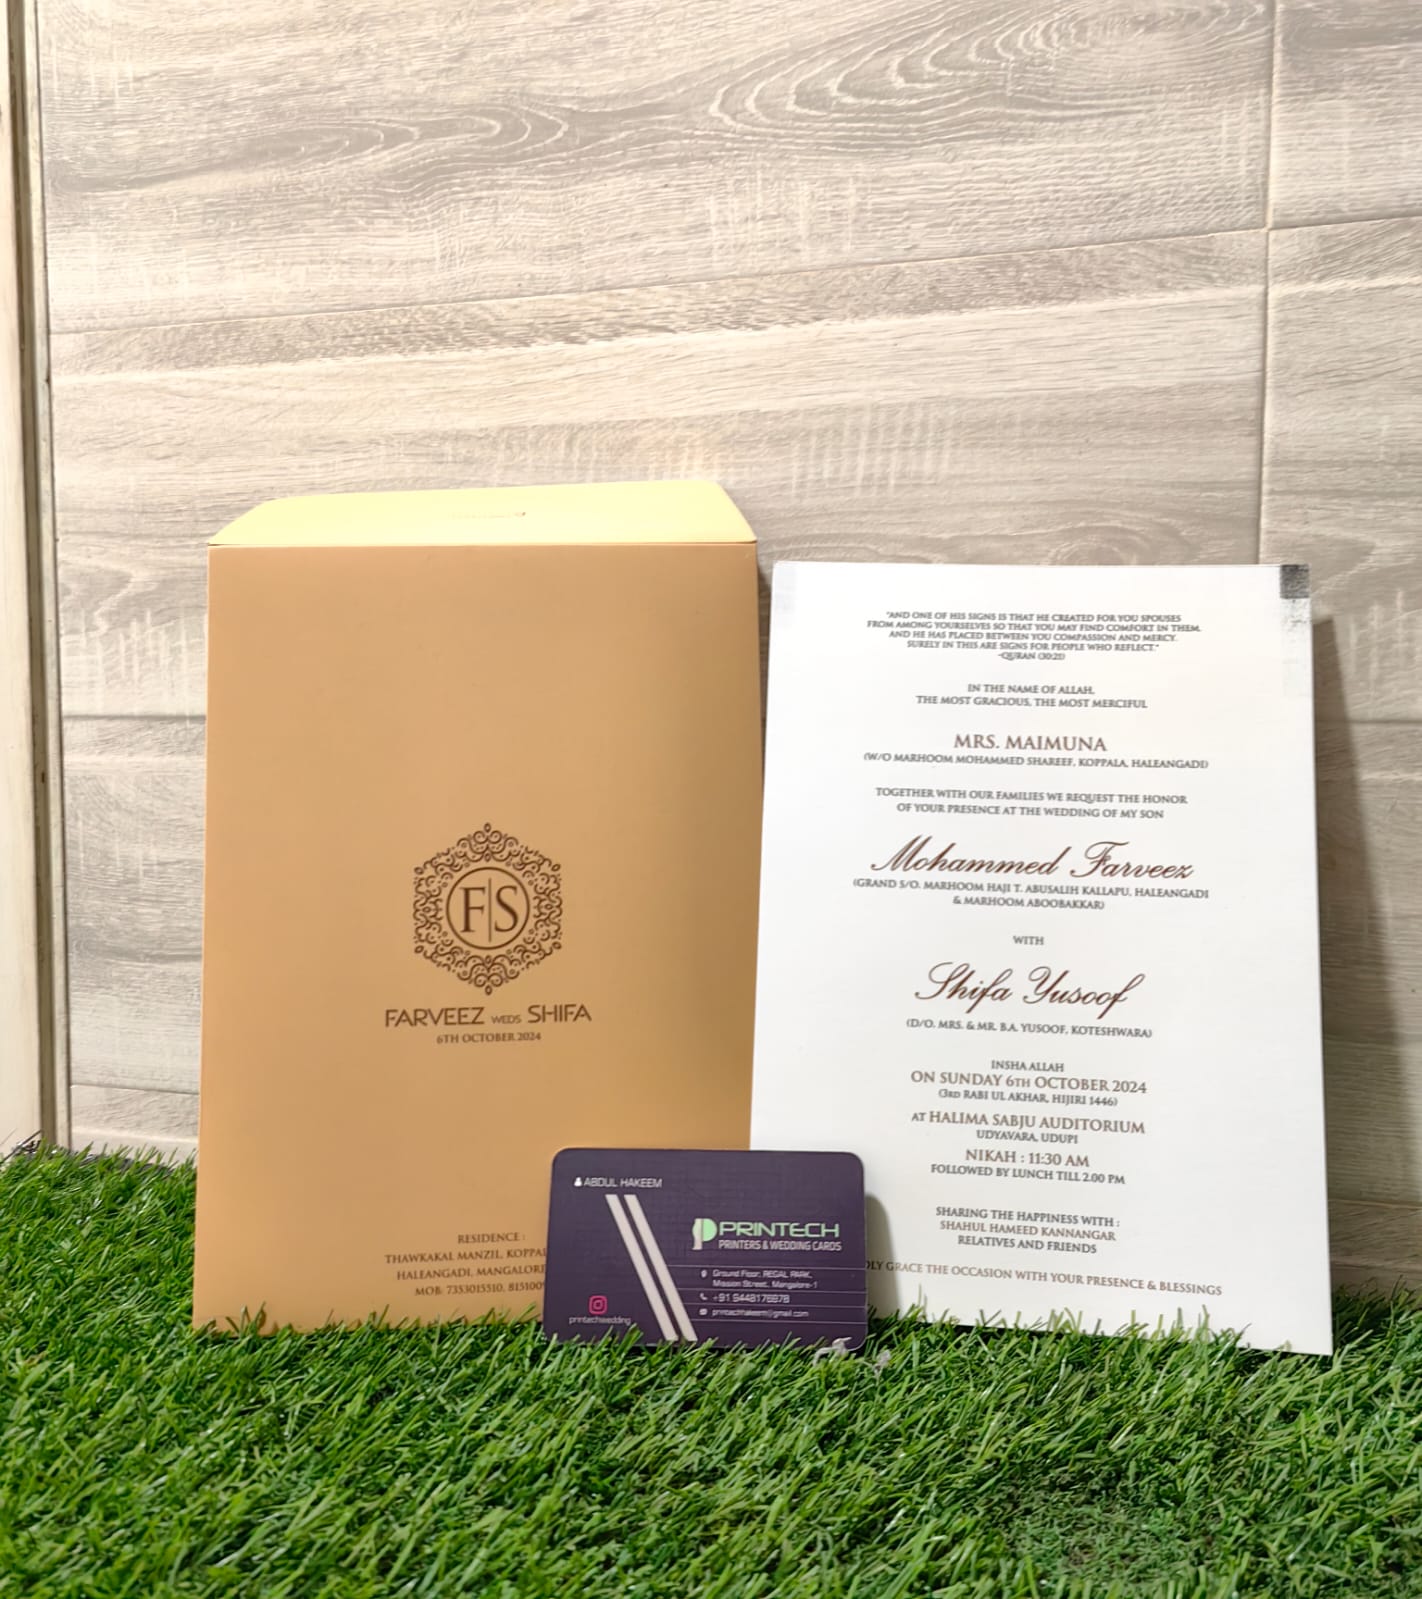 F|S
FARVEEZ WEDS SHIFA
6TH OCTOBER 2024
RESIDENCE :
THAWKAKAL MANZIL, KOPPAL
HALEANGADI, MANGALORE
MOB: 7353015510, 815100
"AND ONE OF HIS SIGNS IS THAT HE CREATED FOR YOU SPOUSES
FROM AMONG YOURSELVES SO THAT YOU MAY FIND COMFORT IN THEM.
AND HE HAS PLACED BETWEEN YOU COMPASSION AND MERCY.
SURELY IN THIS ARE SIGNS FOR PEOPLE WHO REFLECT."
-QURAN (30:21)
IN THE NAME OF ALLAH,
THE MOST GRACIOUS, THE MOST MERCIFUL
MRS. MAIMUNA
(W/O MARHOOM MOHAMMED SHAREEF, KOPPALA, HALEANGADI)
TOGETHER WITH OUR FAMILIES WE REQUEST THE HONOR
OF YOUR PRESENCE AT THE WEDDING OF MY SON
Mohammed Farveez
(GRAND S/O. MARHOOM HAJI T. ABUSALIH KALLAPU, HALEANGADI
& MARHOOM ABOOBAKKAR)
WITH
Shifa Yusoof
(D/O. MRS. & MR. B.A. YUSOOF, KOTESHWARA)
INSHA ALLAH
ON SUNDAY 6TH OCTOBER 2024
(3RD RABI UL AKHAR, HIJIRI 1446)
AT HALIMA SABJU AUDITORIUM
UDYAVARA, UDUPI
NIKAH : 11:30 AM
FOLLOWED BY LUNCH TILL 2.00 PM
SHARING THE HAPPINESS WITH :
SHAHUL HAMEED KANNANGAR
RELATIVES AND FRIENDS
DLY GRACE THE OCCASION WITH YOUR PRESENCE & BLESSINGS
ABDUL HAKEEM
PRINTECH
PRINTERS & WEDDING CARDS
Ground Floor, REGAL PARK,
Mission Street, Mangalore-1
+91 9448176978
printechhakeem@gmail.com
printechwedding